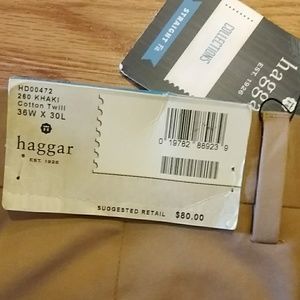 STRAIGHT Fit
COLLECTIONS
haggar
EST. 1926
HD00472
260 KHAKI
Cotton Twill
36W X 30L
haggar
EST. 1926
0 19782 88923 9
SUGGESTED RETAIL $80.00